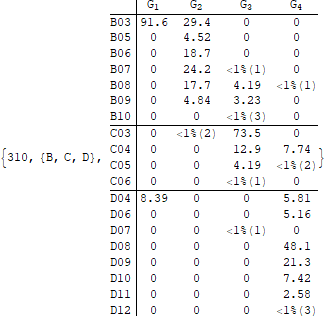 G1 G2 G3 G4
B03 91.6 29.4 0 0
B05 0 4.52 0 0
B06 0 18.7 0 0
B07 0 24.2 <1%(1) 0
B08 0 17.7 4.19 <1%(1)
B09 0 4.84 3.23 0
B10 0 0 <1%(3) 0
C03 0 <1%(2) 73.5 0
C04 0 0 12.9 7.74
{310, {B, C, D}, C05 0 0 4.19 <1%(2)}
C06 0 0 <1%(1) 0
D04 8.39 0 0 5.81
D06 0 0 0 5.16
D07 0 0 <1%(1) 0
D08 0 0 0 48.1
D09 0 0 0 21.3
D10 0 0 0 7.42
D11 0 0 0 2.58
D12 0 0 0 <1%(3)